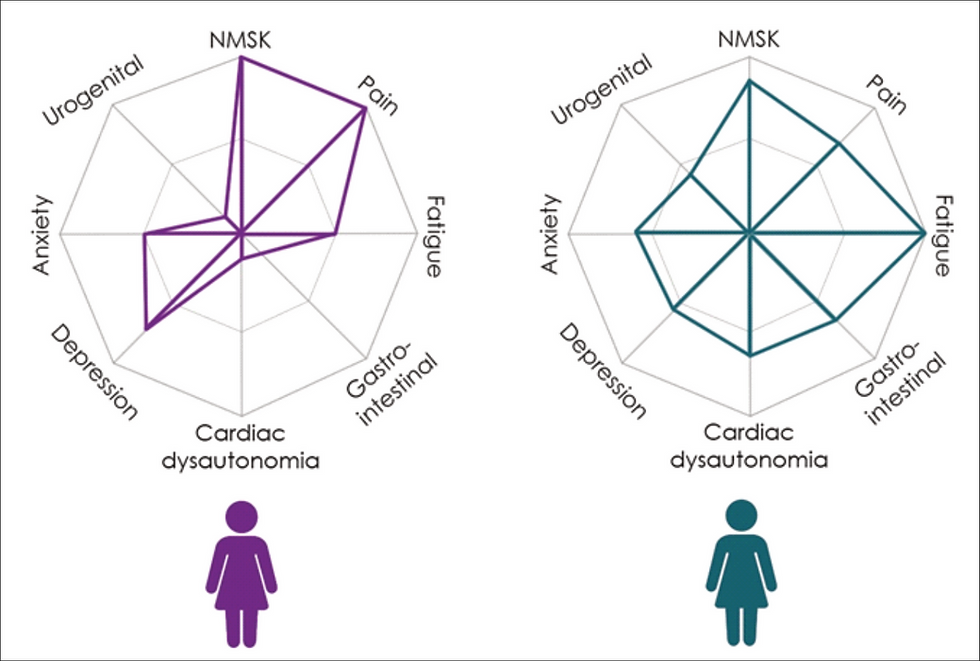 NMSK
Pain
Fatigue
Gastro-
intestinal
Cardiac
dysautonomia
Depression
Anxiety
Urogenital
NMSK
Pain
Fatigue
Gastro-
intestinal
Cardiac
dysautonomia
Depression
Anxiety
Urogenital